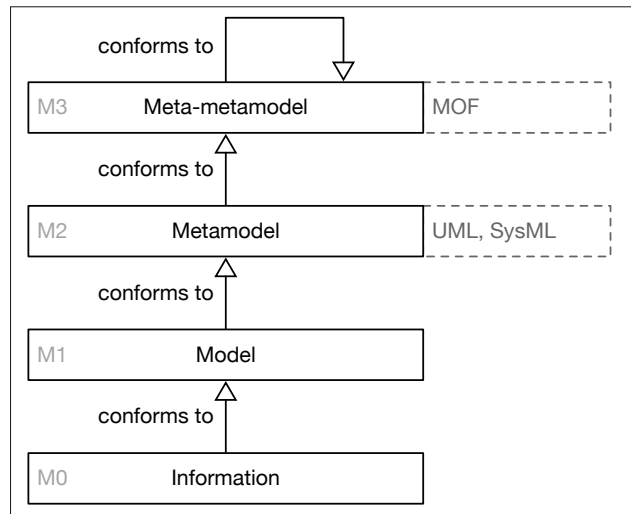 conforms to
M3 Meta-metamodel MOF
conforms to
M2 Metamodel UML, SysML
conforms to
M1 Model
conforms to
M0 Information